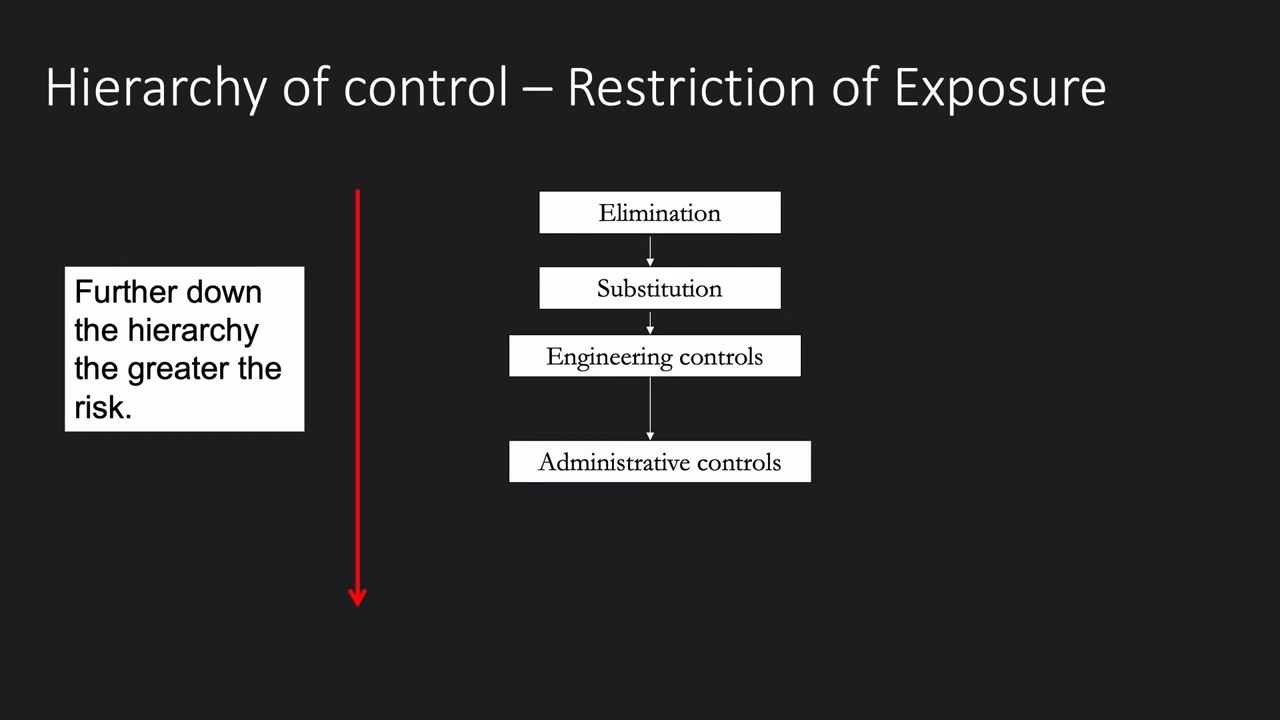 Hierarchy of control – Restriction of Exposure
Further down
the hierarchy
the greater the
risk.
Elimination
Substitution
Engineering controls
Administrative controls